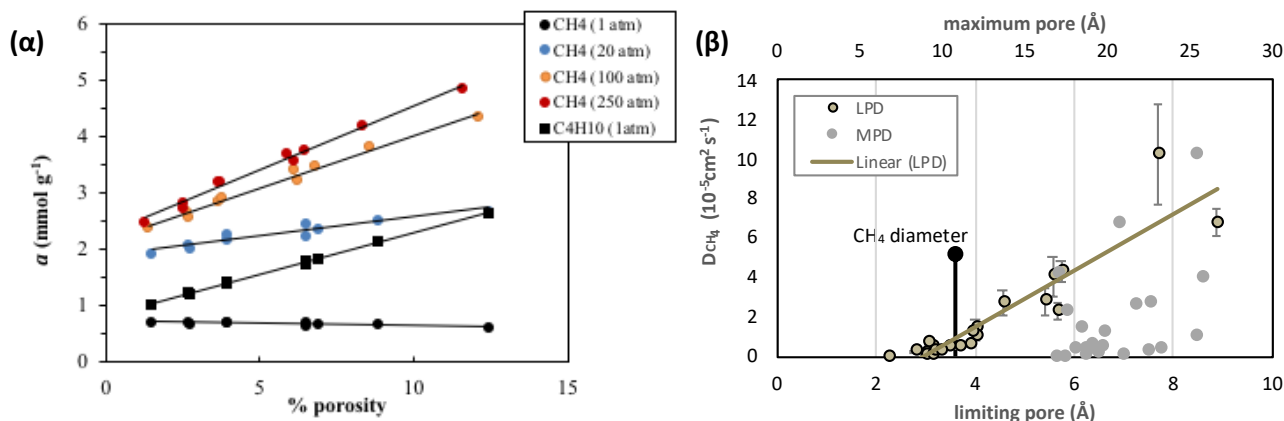 (α)
a (mmol g⁻¹)
6
5
4
3
2
1
0
0
5
10
15
% porosity
CH4 (1 atm)
CH4 (20 atm)
CH4 (100 atm)
CH4 (250 atm)
C4H10 (1atm)
(β)
maximum pore (Å)
0 5 10 15 20 25 30
DCH₄ (10⁻⁵cm² s⁻¹)
14
12
10
8
6
4
2
0
LPD
MPD
Linear (LPD)
CH₄ diameter
0 2 4 6 8 10
limiting pore (Å)